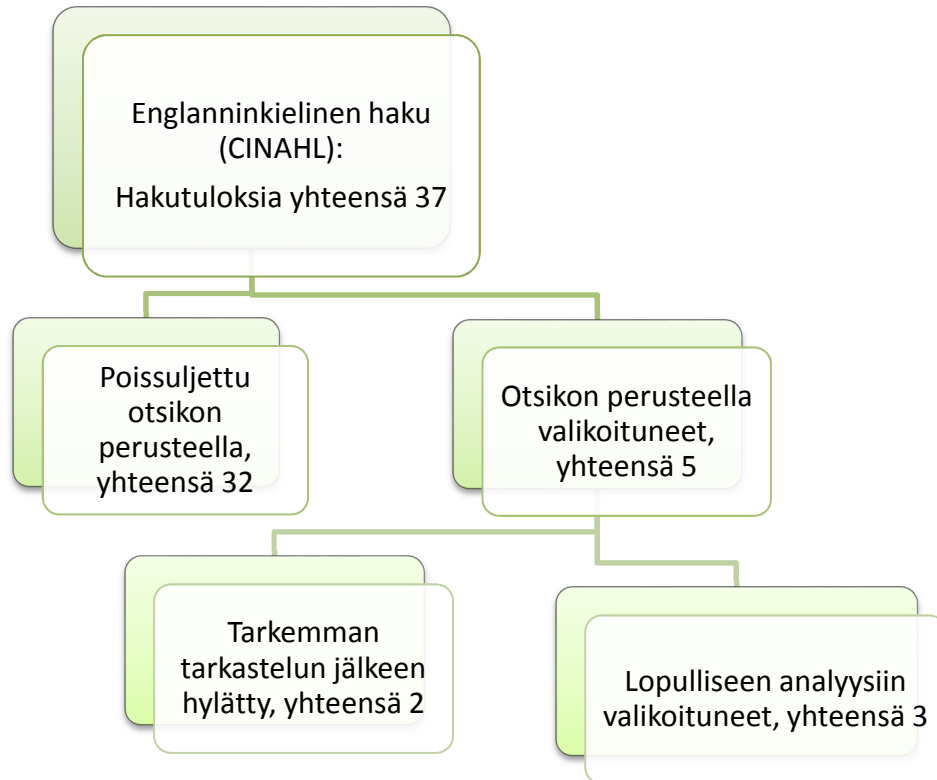 Englanninkielinen haku
(CINAHL):
Hakutuloksia yhteensä 37
Poissuljettu
otsikon
perusteella,
yhteensä 32
Otsikon perusteella
valikoituneet,
yhteensä 5
Tarkemman
tarkastelun jälkeen
hylätty, yhteensä 2
Lopulliseen analyysiin
valikoituneet, yhteensä 3